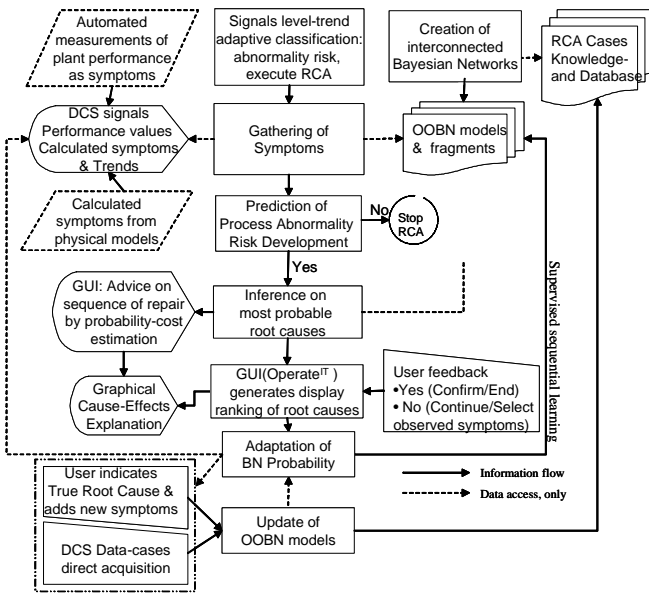 Automated
measurements of
plant performance
as symptoms
Signals level-trend
adaptive classification:
abnormality risk,
execute RCA
Creation of
interconnected
Bayesian Networks
RCA Cases
Knowledge-
and Database
DCS signals
Performance values
Calculated symptoms
& Trends
Gathering of
Symptoms
OOBN models
& fragments
Calculated
symptoms from
physical models
Prediction of
Process Abnormality
Risk Development
No
Stop
RCA
Yes
GUI: Advice on
sequence of repair
by probability-cost
estimation
Inference on
most probable
root causes
Supervised sequential learning
Graphical
Cause-Effects
Explanation
GUI(Operate^IT )
generates display
ranking of root causes
User feedback
•Yes (Confirm/End)
• No (Continue/Select
observed symptoms)
Adaptation of
BN Probability
Information flow
Data access, only
User indicates
True Root Cause &
adds new symptoms
Update of
OOBN models
DCS Data-cases
direct acquisition